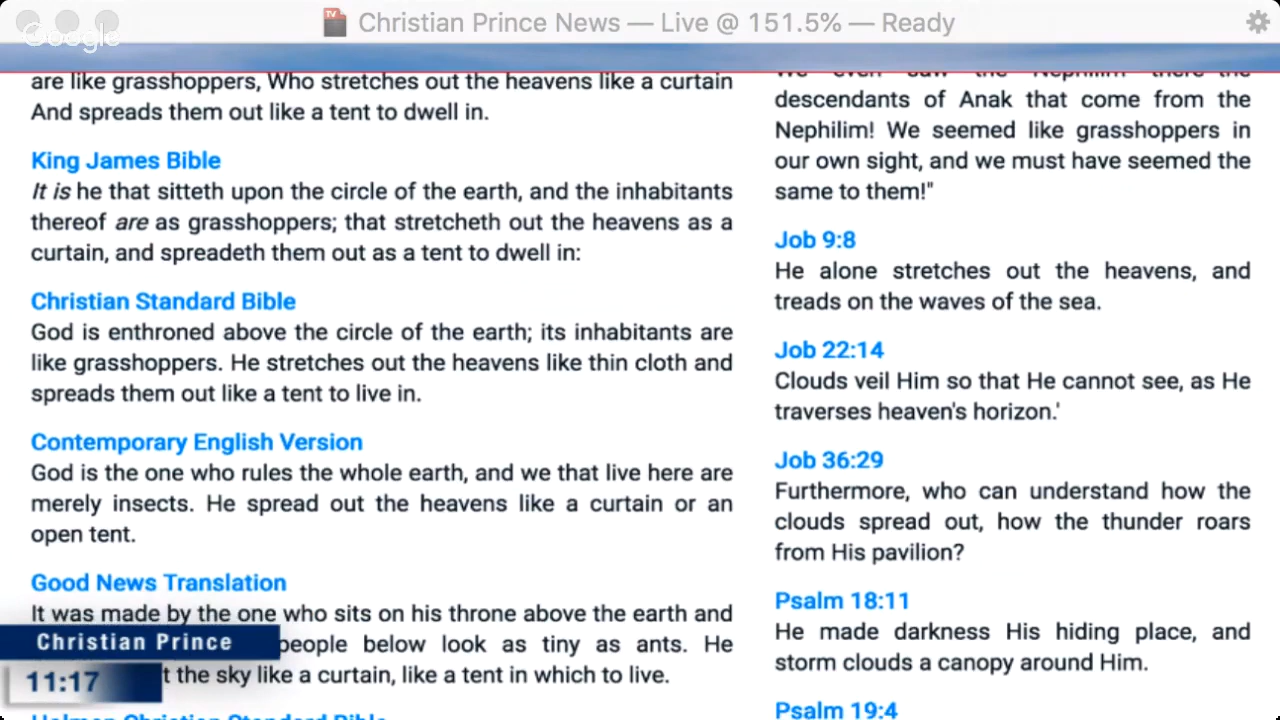 Christian Prince News — Live @ 151.5% — Ready
Google
are like grasshoppers, Who stretches out the heavens like a curtain
And spreads them out like a tent to dwell in.
King James Bible
It is he that sitteth upon the circle of the earth, and the inhabitants
thereof are as grasshoppers; that stretcheth out the heavens as a
curtain, and spreadeth them out as a tent to dwell in:
Christian Standard Bible
God is enthroned above the circle of the earth; its inhabitants are
like grasshoppers. He stretches out the heavens like thin cloth and
spreads them out like a tent to live in.
Contemporary English Version
God is the one who rules the whole earth, and we that live here are
merely insects. He spread out the heavens like a curtain or an
open tent.
Good News Translation
It was made by the one who sits on his throne above the earth and
people below look as tiny as ants. He
t the sky like a curtain, like a tent in which to live.
Holman Christian Standard Bible
We even saw the Nephilim there the
descendants of Anak that come from the
Nephilim! We seemed like grasshoppers in
our own sight, and we must have seemed the
same to them!"
Job 9:8
He alone stretches out the heavens, and
treads on the waves of the sea.
Job 22:14
Clouds veil Him so that He cannot see, as He
traverses heaven's horizon.'
Job 36:29
Furthermore, who can understand how the
clouds spread out, how the thunder roars
from His pavilion?
Psalm 18:11
He made darkness His hiding place, and
storm clouds a canopy around Him.
Psalm 19:4
Christian Prince
11:17